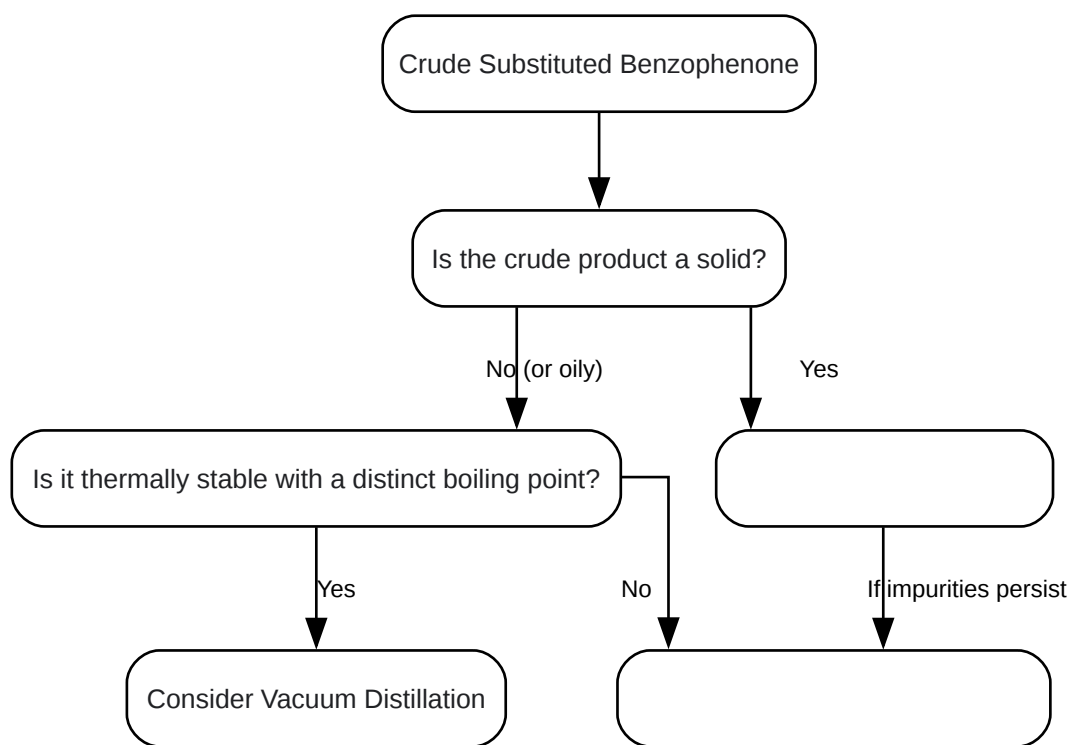 Crude Substituted Benzophenone
Is the crude product a solid?
No (or oily)
Yes
Is it thermally stable with a distinct boiling point?
Yes
No
If impurities persist
Consider Vacuum Distillation